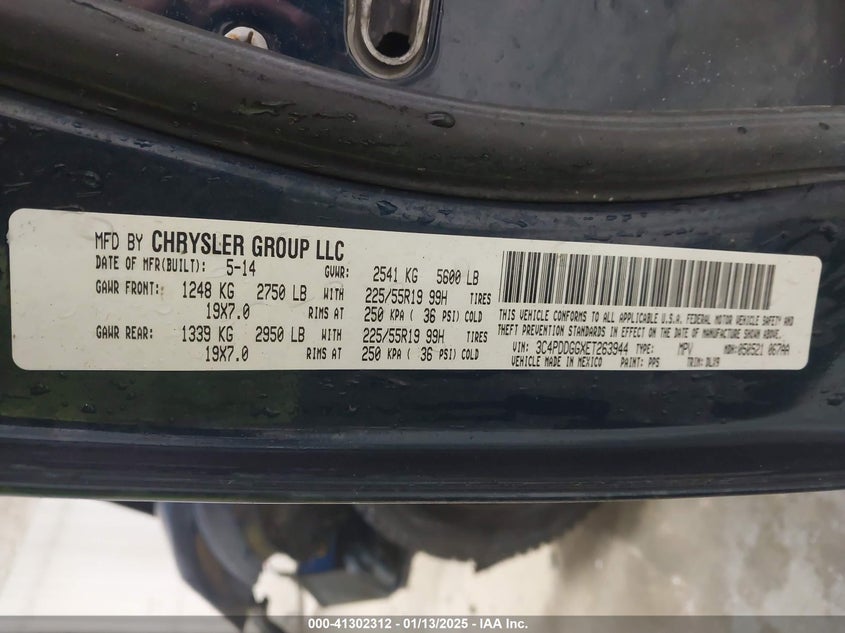 MFD BY CHRYSLER GROUP LLC
DATE OF MFR(BUILT): 5-14 GVWR: 2541 KG 5600 LB
GAWR FRONT: 1248 KG 2750 LB WITH 225/55R19 99H TIRES
19X7.0 RIMS AT 250 KPA ( 36 PSI) COLD
GAWR REAR: 1339 KG 2950 LB WITH 225/55R19 99H TIRES
19X7.0 RIMS AT 250 KPA ( 36 PSI) COLD
THIS VEHICLE CONFORMS TO ALL APPLICABLE U.S.A. FEDERAL MOTOR VEHICLE SAFETY AND
THEFT PREVENTION STANDARDS IN EFFECT ON THE DATE OF MANUFACTURE SHOWN ABOVE.
VIN: 3C4PDDGGXET263944 TYPE: MPV MDH: 050521 067AA
VEHICLE MADE IN MEXICO PAINT: PPS TRIM: DLX9
000-41302312 / 01/13/2025 / IAA Inc.